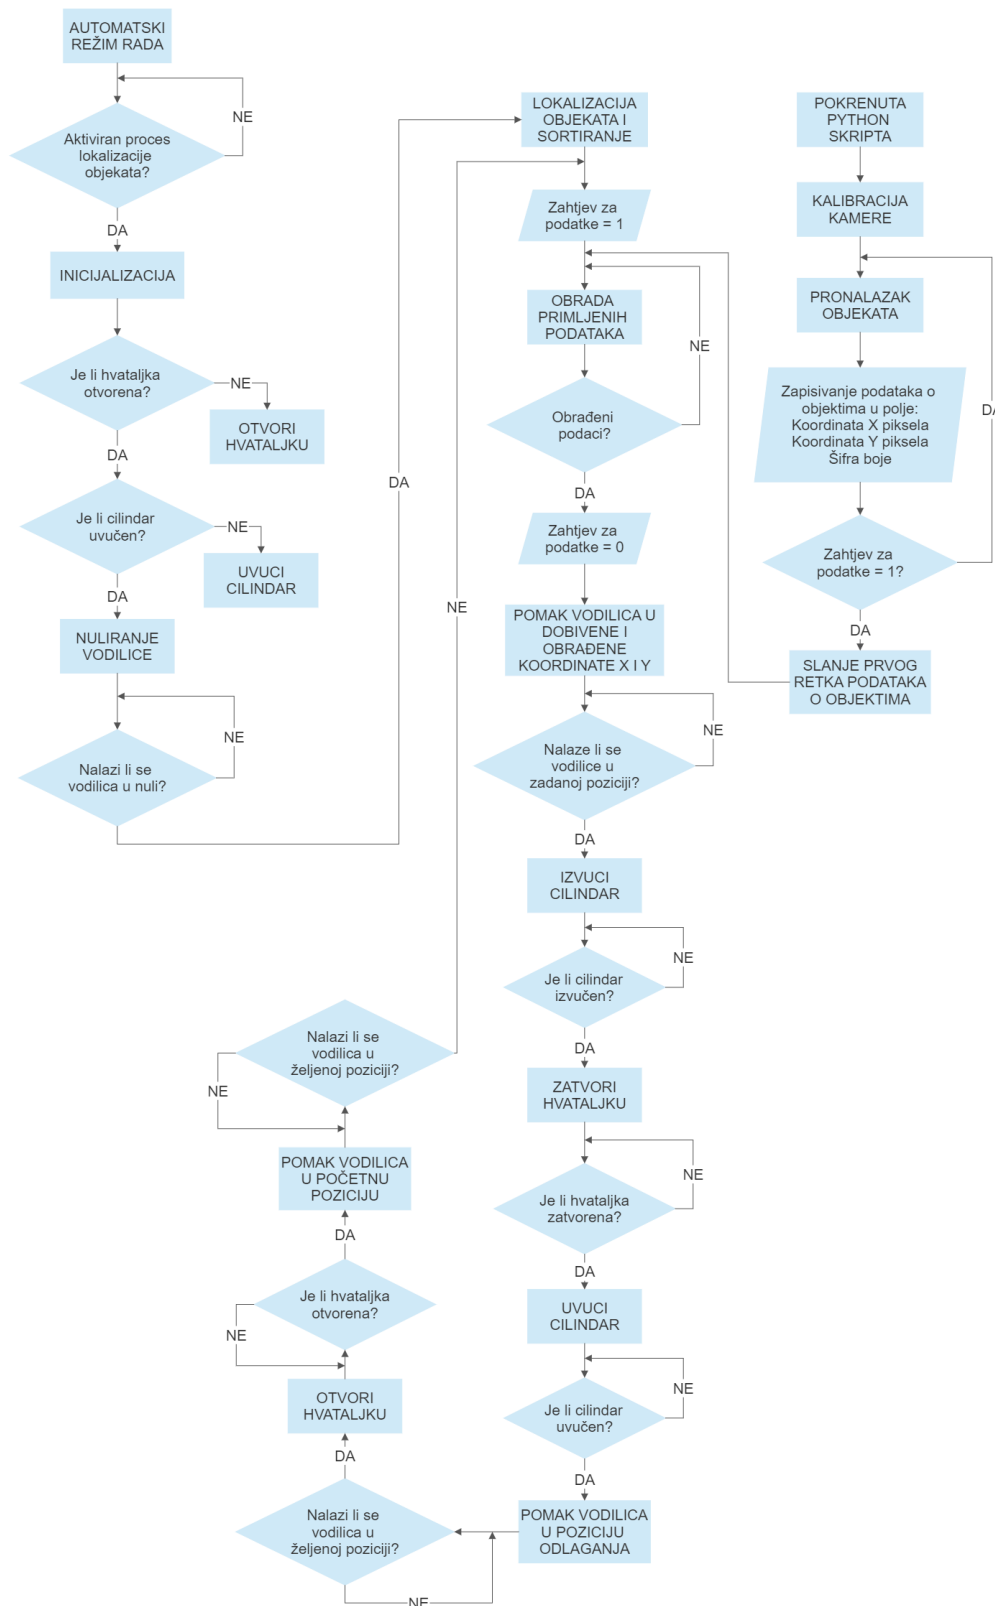 AUTOMATSKI
REŽIM RADA
NE
Aktiviran proces
lokalizacije
objekata?
DA
INICIJALIZACIJA
Je li hvataljka
otvorena?
NE
OTVORI
HVATALJKU
DA
Je li cilindar
uvučen?
NE
UVUCI
CILINDAR
DA
NULIRANJE
VODILICE
NE
Nalazi li se
vodilica u nuli?
DA
LOKALIZACIJA
OBJEKATA I
SORTIRANJE
Zahtjev za
podatke = 1
OBRADA
PRIMLJENIH
PODATAKA
NE
Obrađeni
podaci?
DA
Zahtjev za
podatke = 0
POMAK VODILICA U
DOBIVENE I
OBRAĐENE
KOORDINATE X I Y
NE
Nalaze li se
vodilice u
zadanoj poziciji?
DA
IZVUCI
CILINDAR
NE
Je li cilindar
izvučen?
DA
ZATVORI
HVATALJKU
NE
Je li hvataljka
zatvorena?
DA
UVUCI
CILINDAR
NE
Je li cilindar
uvučen?
DA
POMAK VODILICA
U POZICIJU
ODLAGANJA
Nalazi li se
vodilica u
željenoj poziciji?
NE
DA
OTVORI
HVATALJKU
NE
Je li hvataljka
otvorena?
DA
POMAK VODILICA
U POČETNU
POZICIJU
NE
Nalazi li se
vodilica u
željenoj poziciji?
NE
POKRENUTA
PYTHON
SKRIPTA
KALIBRACIJA
KAMERE
PRONALAZAK
OBJEKATA
Zapisivanje podataka o
objektima u polje:
Koordinata X piksela
Koordinata Y piksela
Šifra boje
DA
Zahtjev za
podatke = 1?
DA
SLANJE PRVOG
RETKA PODATAKA
O OBJEKTIMA